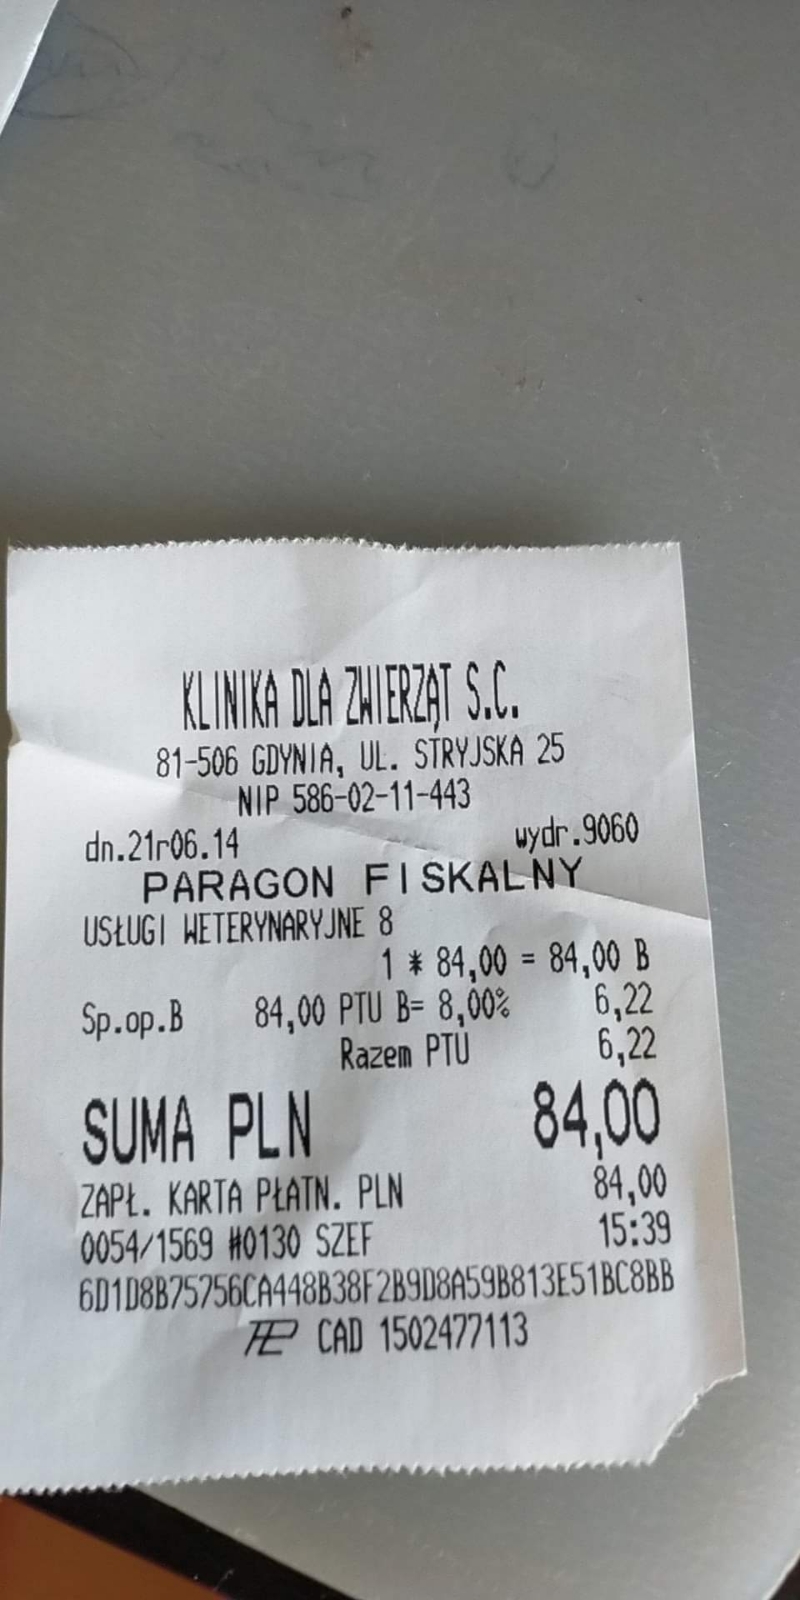 KLINIKA DLA ZWIERZĄT S.C.
81-506 GDYNIA, UL. STRYJSKA 25
NIP 586-02-11-443
dn.21r06.14 wydr.9060
PARAGON FISKALNY
USŁUGI WETERYNARYJNE 8
1 * 84,00 = 84,00 B
Sp.op.B 84,00 PTU B= 8,00% 6,22
Razem PTU 6,22
SUMA PLN 84,00
ZAPŁ. KARTA PŁATN. PLN 84,00
0054/1569 #0130 SZEF 15:39
6D1D8B75756CA448B38F2B9D8A59B813E51BC8BB
CAD 1502477113